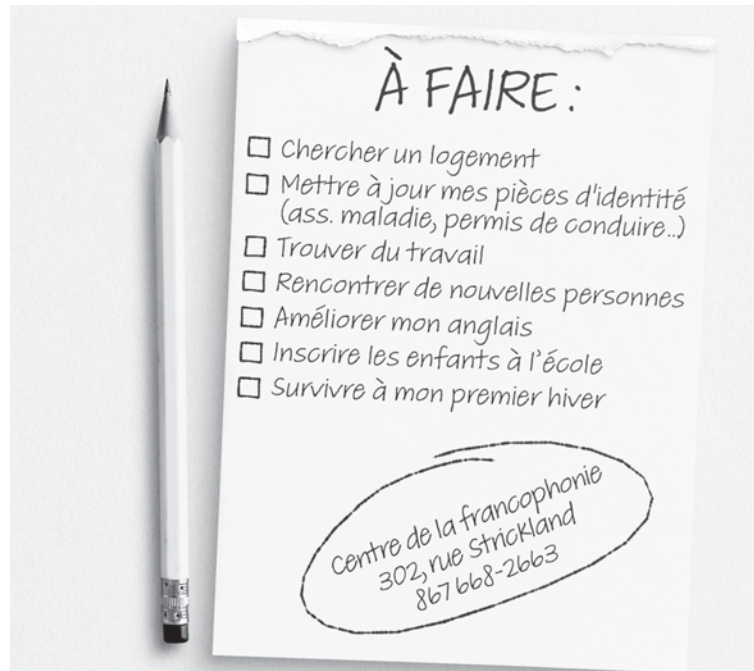 À FAIRE :
Chercher un logement
Mettre à jour mes pièces d'identité
(ass. maladie, permis de conduire...)
Trouver du travail
Rencontrer de nouvelles personnes
Améliorer mon anglais
Inscrire les enfants à l'école
Survivre à mon premier hiver
Centre de la francophonie
302, rue Strickland
867 668-2663